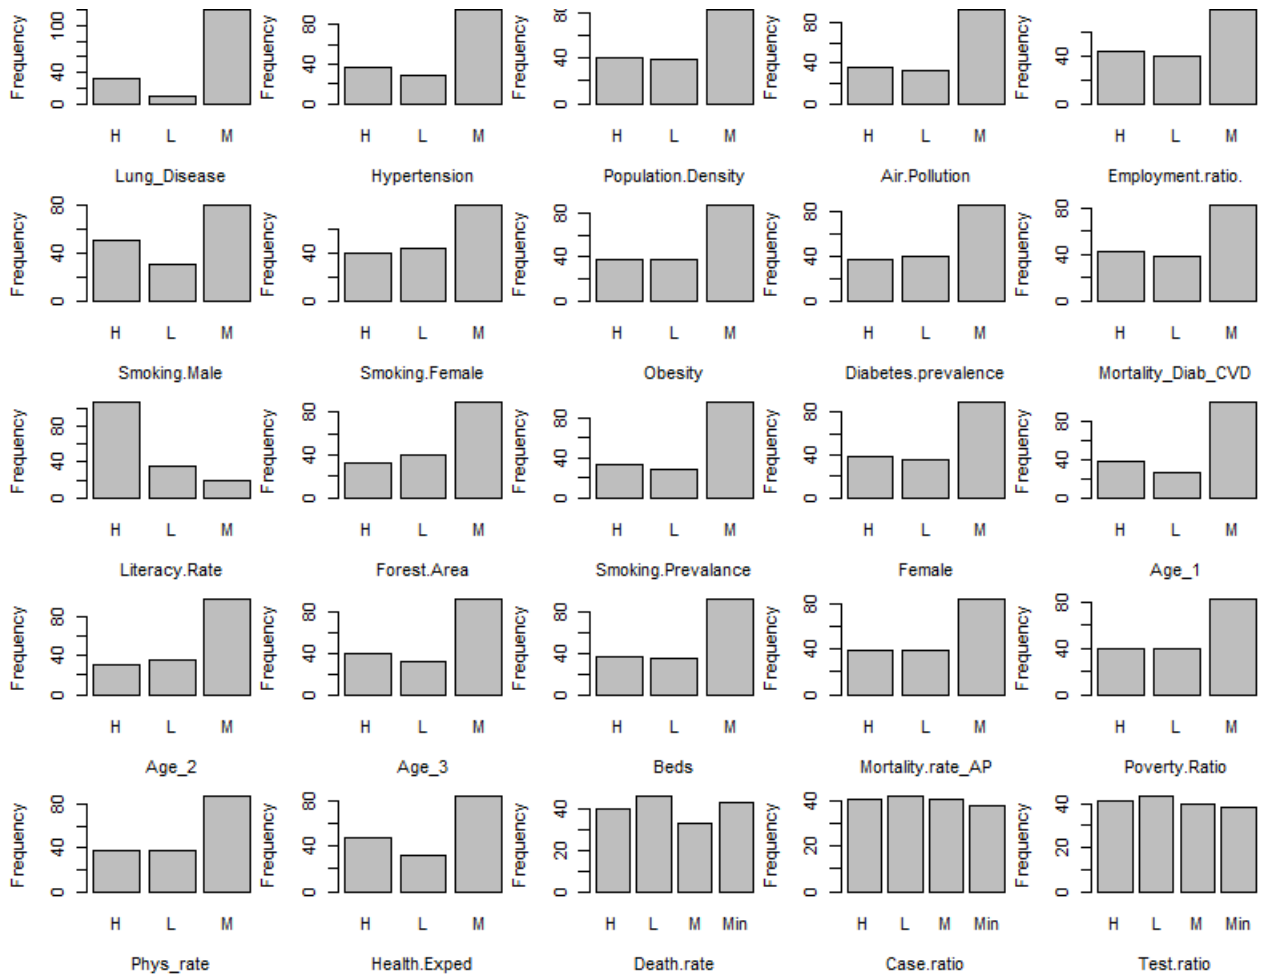 Frequency 0 40 100 H L M Lung_Disease
Frequency 0 40 80 H L M Hypertension
Frequency 0 40 80 H L M Population.Density
Frequency 0 40 80 H L M Air.Pollution
Frequency 0 40 H L M Employment.ratio.
Frequency 0 40 80 H L M Smoking.Male
Frequency 0 40 H L M Smoking.Female
Frequency 0 40 80 H L M Obesity
Frequency 0 40 80 H L M Diabetes.prevalence
Frequency 0 40 80 H L M Mortality_Diab_CVD
Frequency 0 40 80 H L M Literacy.Rate
Frequency 0 40 80 H L M Forest.Area
Frequency 0 40 80 H L M Smoking.Prevalance
Frequency 0 40 80 H L M Female
Frequency 0 40 80 H L M Age_1
Frequency 0 40 80 H L M Age_2
Frequency 0 40 80 H L M Age_3
Frequency 0 40 80 H L M Beds
Frequency 0 40 80 H L M Mortality.rate_AP
Frequency 0 40 80 H L M Poverty.Ratio
Frequency 0 40 80 H L M Phys_rate
Frequency 0 40 80 H L M Health.Exped
Frequency 0 20 40 H L M Min Death.rate
Frequency 0 20 40 H L M Min Case.ratio
Frequency 0 20 40 H L M Min Test.ratio